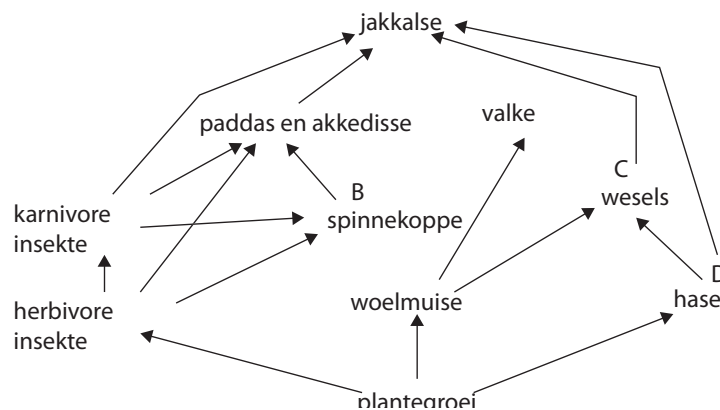 jakkalse
paddas en akkedisse
valke
B
C
karnivore
insekte
spinnekoppe
wesels
D
herbivore
insekte
woelmuise
hase
plantegroei